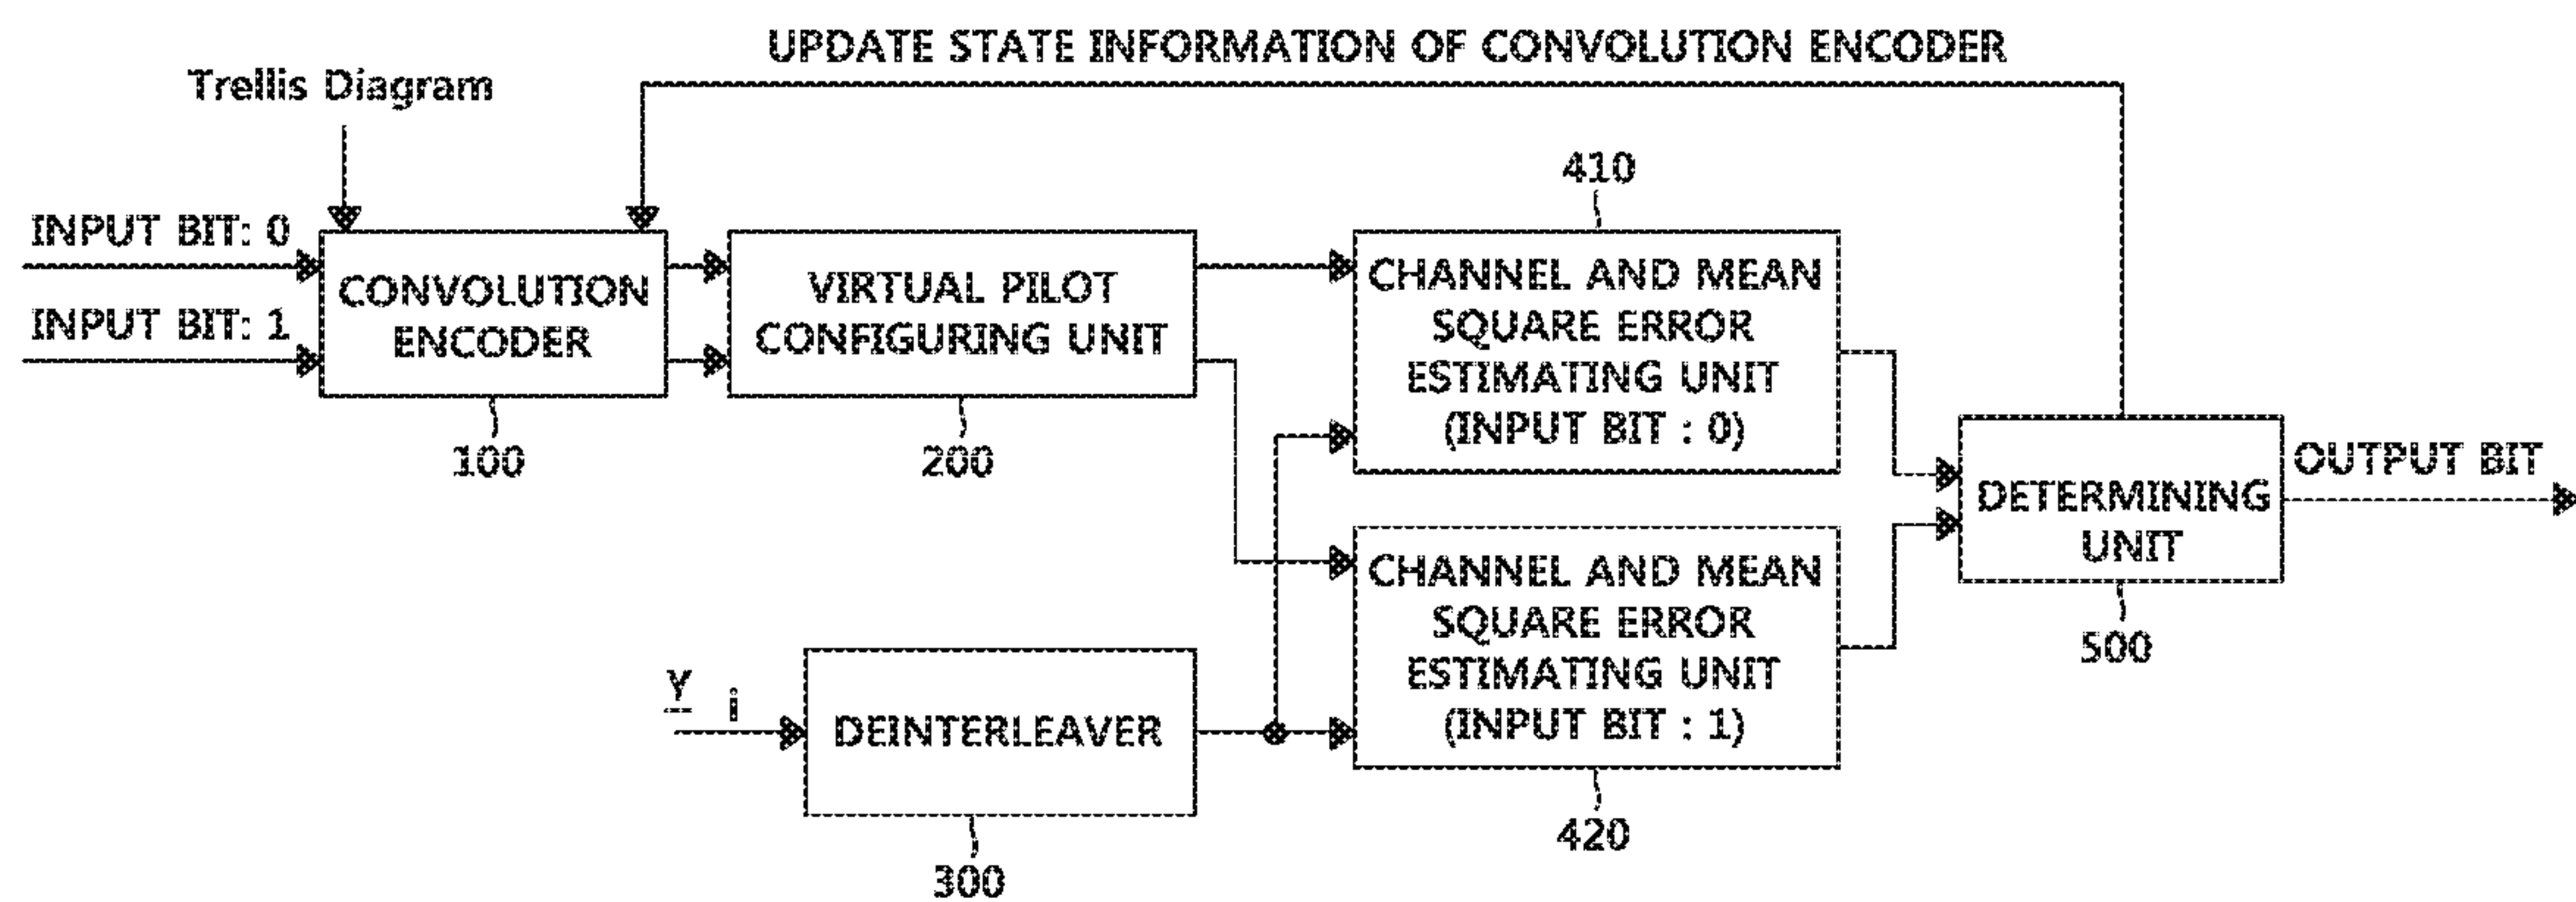 UPDATE STATE INFORMATION OF CONVOLUTION ENCODER
Trellis Diagram
INPUT BIT: 0
INPUT BIT: 1
CONVOLUTION
ENCODER
100
VIRTUAL PILOT
CONFIGURING UNIT
200
410
CHANNEL AND MEAN
SQUARE ERROR
ESTIMATING UNIT
(INPUT BIT : 0)
CHANNEL AND MEAN
SQUARE ERROR
ESTIMATING UNIT
(INPUT BIT : 1)
420
Y i
DEINTERLEAVER
300
DETERMINING
UNIT
500
OUTPUT BIT